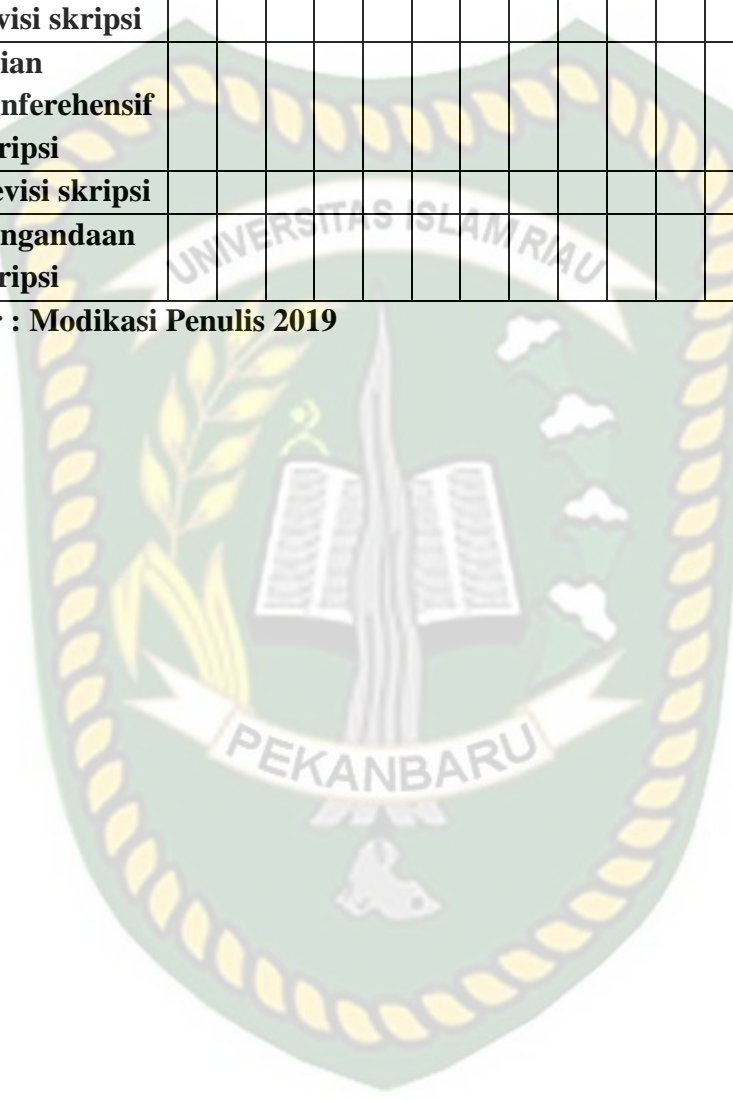 visi skripsi
ian
nferehensif
ripsi
evisi skripsi
ngandaan
ripsi
: Modikasi Penulis 2019
UNIVERSITAS ISLAM RIAU
PEKANBARU